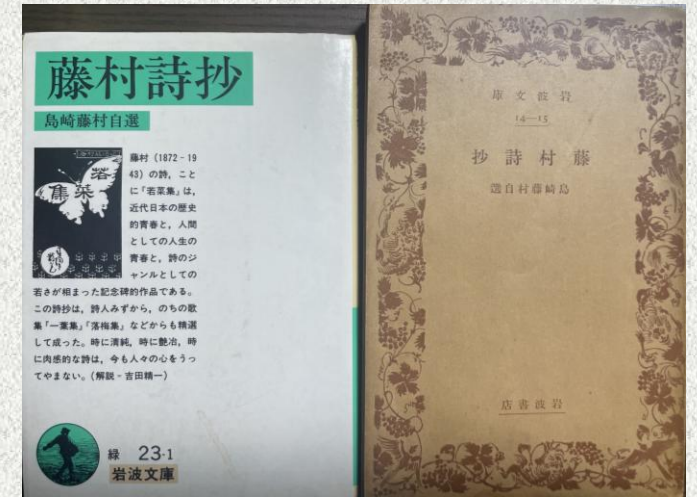 藤村詩抄
島崎藤村自選
若菜集
藤村（1872‐19
43）の詩，こと
に「若菜集」は，
近代日本の歴史
的青春と，人間
としての人生の
青春と，詩のジ
ャンルとしての
若さが相まった記念碑的作品である。
この詩抄は，詩人みずから，のちの歌
集「一葉集」「落梅集」などからも精選
して成った。時に清純，時に艶冶，時
に肉感的な詩は，今も人々の心をうっ
てやまない。（解説‐吉田精一）
緑 23-1
岩波文庫
庫文波岩
14—15
抄詩村藤
選自村藤崎島
店書波岩